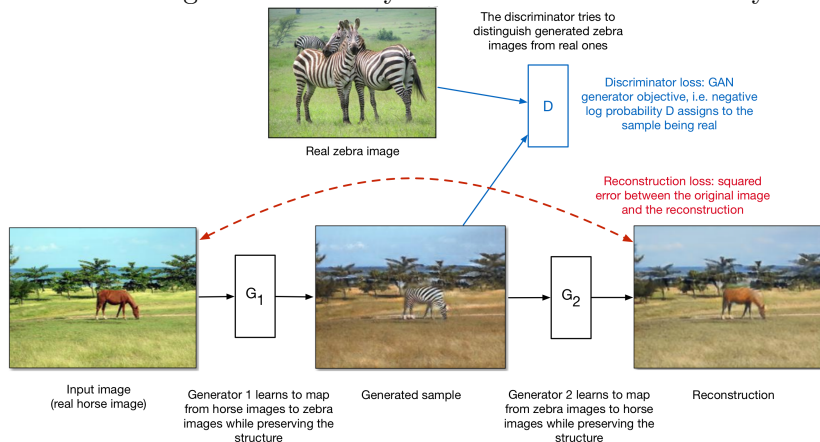 The discriminator tries to
distinguish generated zebra
images from real ones
D
Discriminator loss: GAN
generator objective, i.e. negative
log probability D assigns to the
sample being real
Real zebra image
Reconstruction loss: squared
error between the original image
and the reconstruction
G1
G2
Input image
(real horse image)
Generator 1 learns to map
from horse images to zebra
images while preserving the
structure
Generated sample
Generator 2 learns to map
from zebra images to horse
images while preserving the
structure
Reconstruction